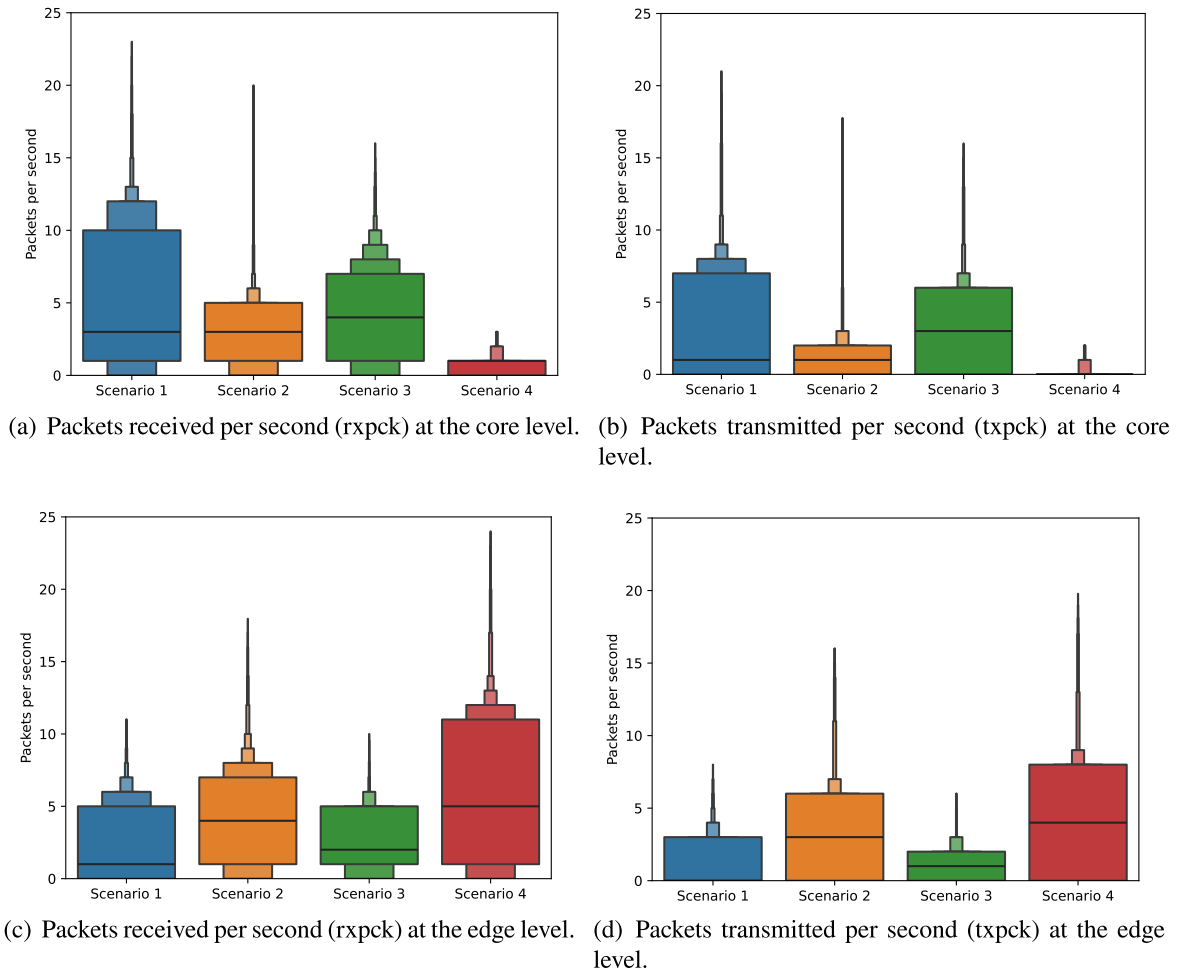 25
20
15
10
5
0
Packets per second
Scenario 1 Scenario 2 Scenario 3 Scenario 4
(a) Packets received per second (rxpck) at the core level.
25
20
15
10
5
0
Packets per second
Scenario 1 Scenario 2 Scenario 3 Scenario 4
(b) Packets transmitted per second (txpck) at the core
level.
25
20
15
10
5
0
Packets per second
Scenario 1 Scenario 2 Scenario 3 Scenario 4
(c) Packets received per second (rxpck) at the edge level.
25
20
15
10
5
0
Packets per second
Scenario 1 Scenario 2 Scenario 3 Scenario 4
(d) Packets transmitted per second (txpck) at the edge
level.